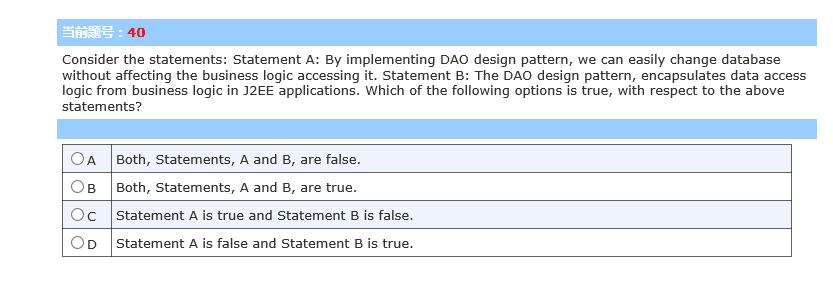 当前题号：40
Consider the statements: Statement A: By implementing DAO design pattern, we can easily change database
without affecting the business logic accessing it. Statement B: The DAO design pattern, encapsulates data access
logic from business logic in J2EE applications. Which of the following options is true, with respect to the above
statements?
A Both, Statements, A and B, are false.
B Both, Statements, A and B, are true.
C Statement A is true and Statement B is false.
D Statement A is false and Statement B is true.